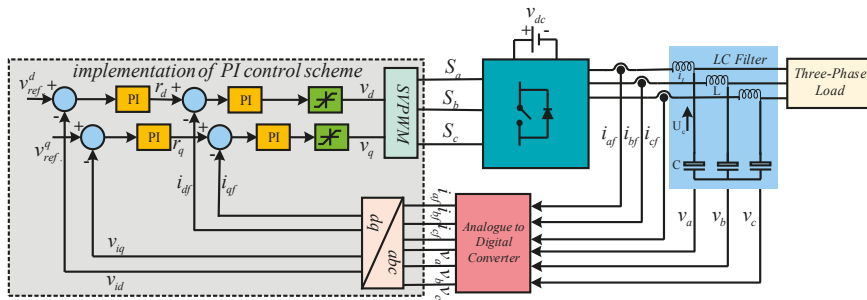 implementation of PI control scheme
v_dc
+ -
LC Filter
Three-Phase
Load
v^d_ref.
+
-
PI
r_d
+
-
PI
v_d
v^q_ref.
+
-
PI
r_q
+
-
PI
v_q
SVPWM
S_a
S_b
S_c
i_f
L
U_c
C
i_af
i_bf
i_cf
i_df
i_qf
v_iq
v_id
dq
abc
i_af
i_bf
i_cf
v_a
v_b
v_c
Analogue to
Digital
Converter
v_a
v_b
v_c